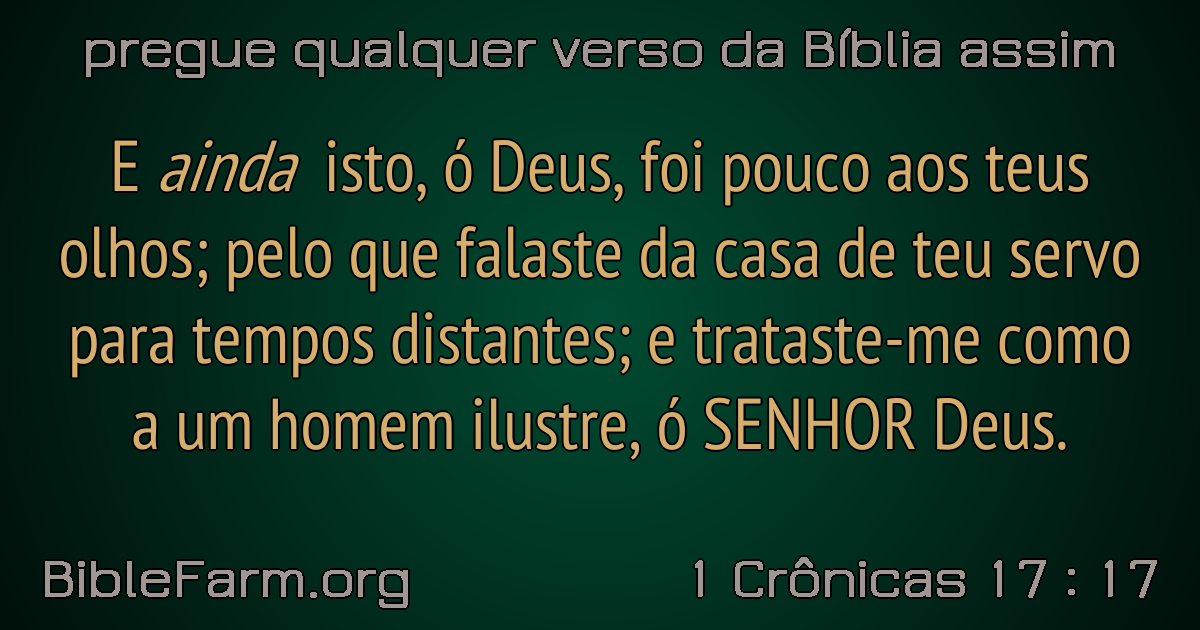 pregue qualquer verso da Bíblia assim
E ainda isto, ó Deus, foi pouco aos teus
olhos; pelo que falaste da casa de teu servo
para tempos distantes; e trataste-me como
a um homem ilustre, ó SENHOR Deus.
BibleFarm.org
1 Crônicas 17 : 17